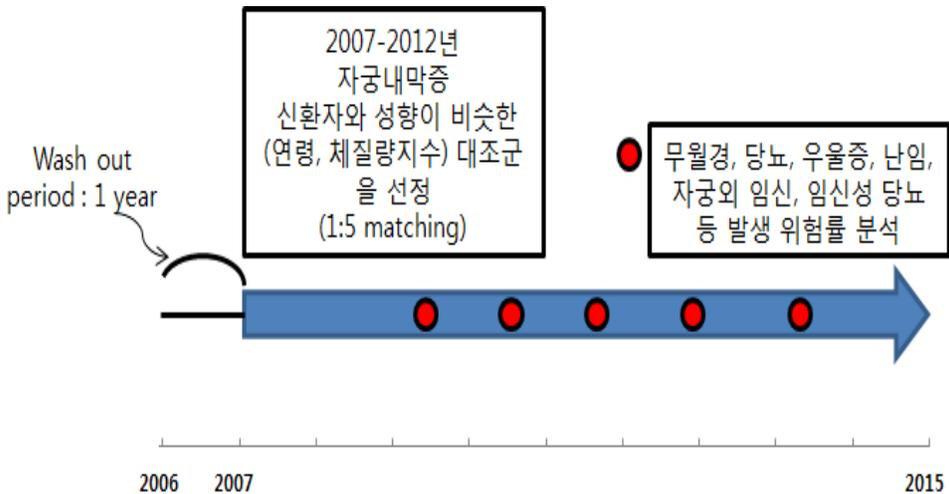 2007-2012년
자궁내막증
신환자와 성향이 비슷한
(연령, 체질량지수) 대조군
을 선정
(1:5 matching)
Wash out
period : 1 year
무월경, 당뇨, 우울증, 난임,
자궁외 임신, 임신성 당뇨
등 발생 위험률 분석
2006
2007
2015